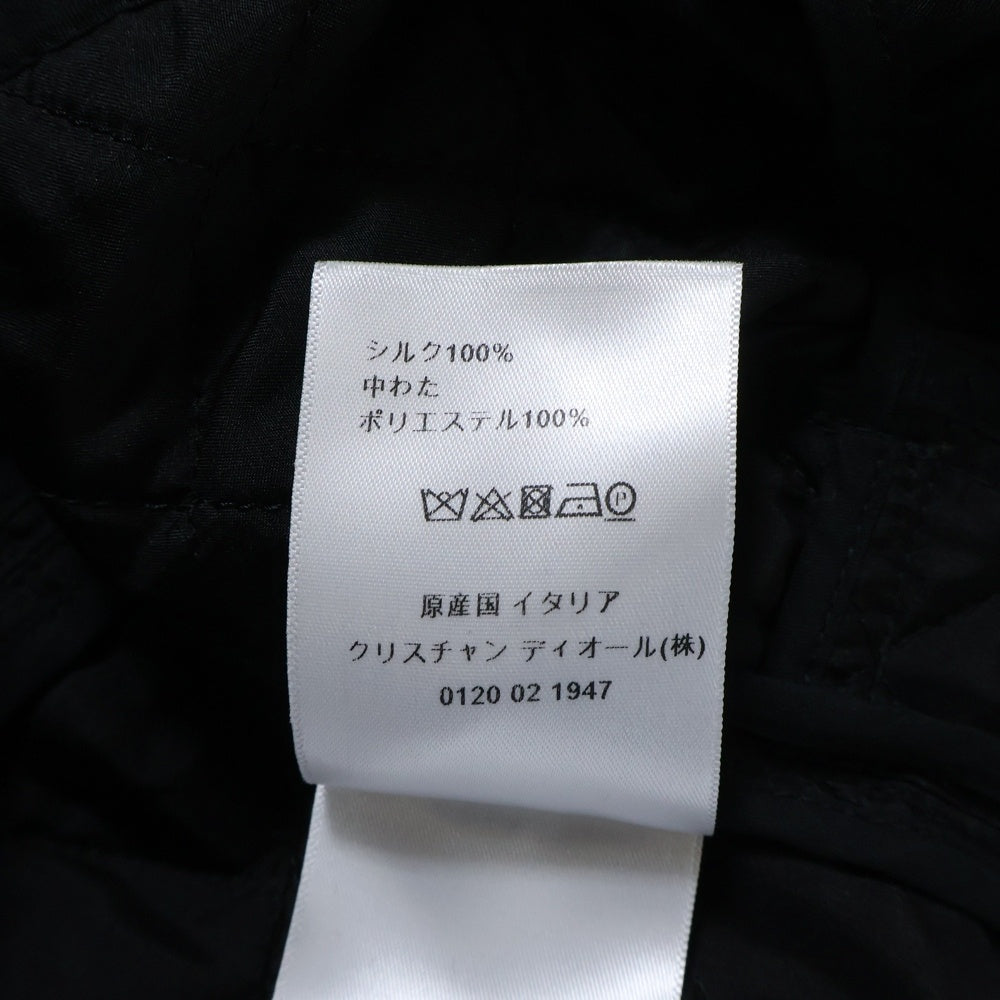 シルク100%
中わた
ポリエステル100%
P
原産国 イタリア
クリスチャン ディオール(株)
0120 02 1947